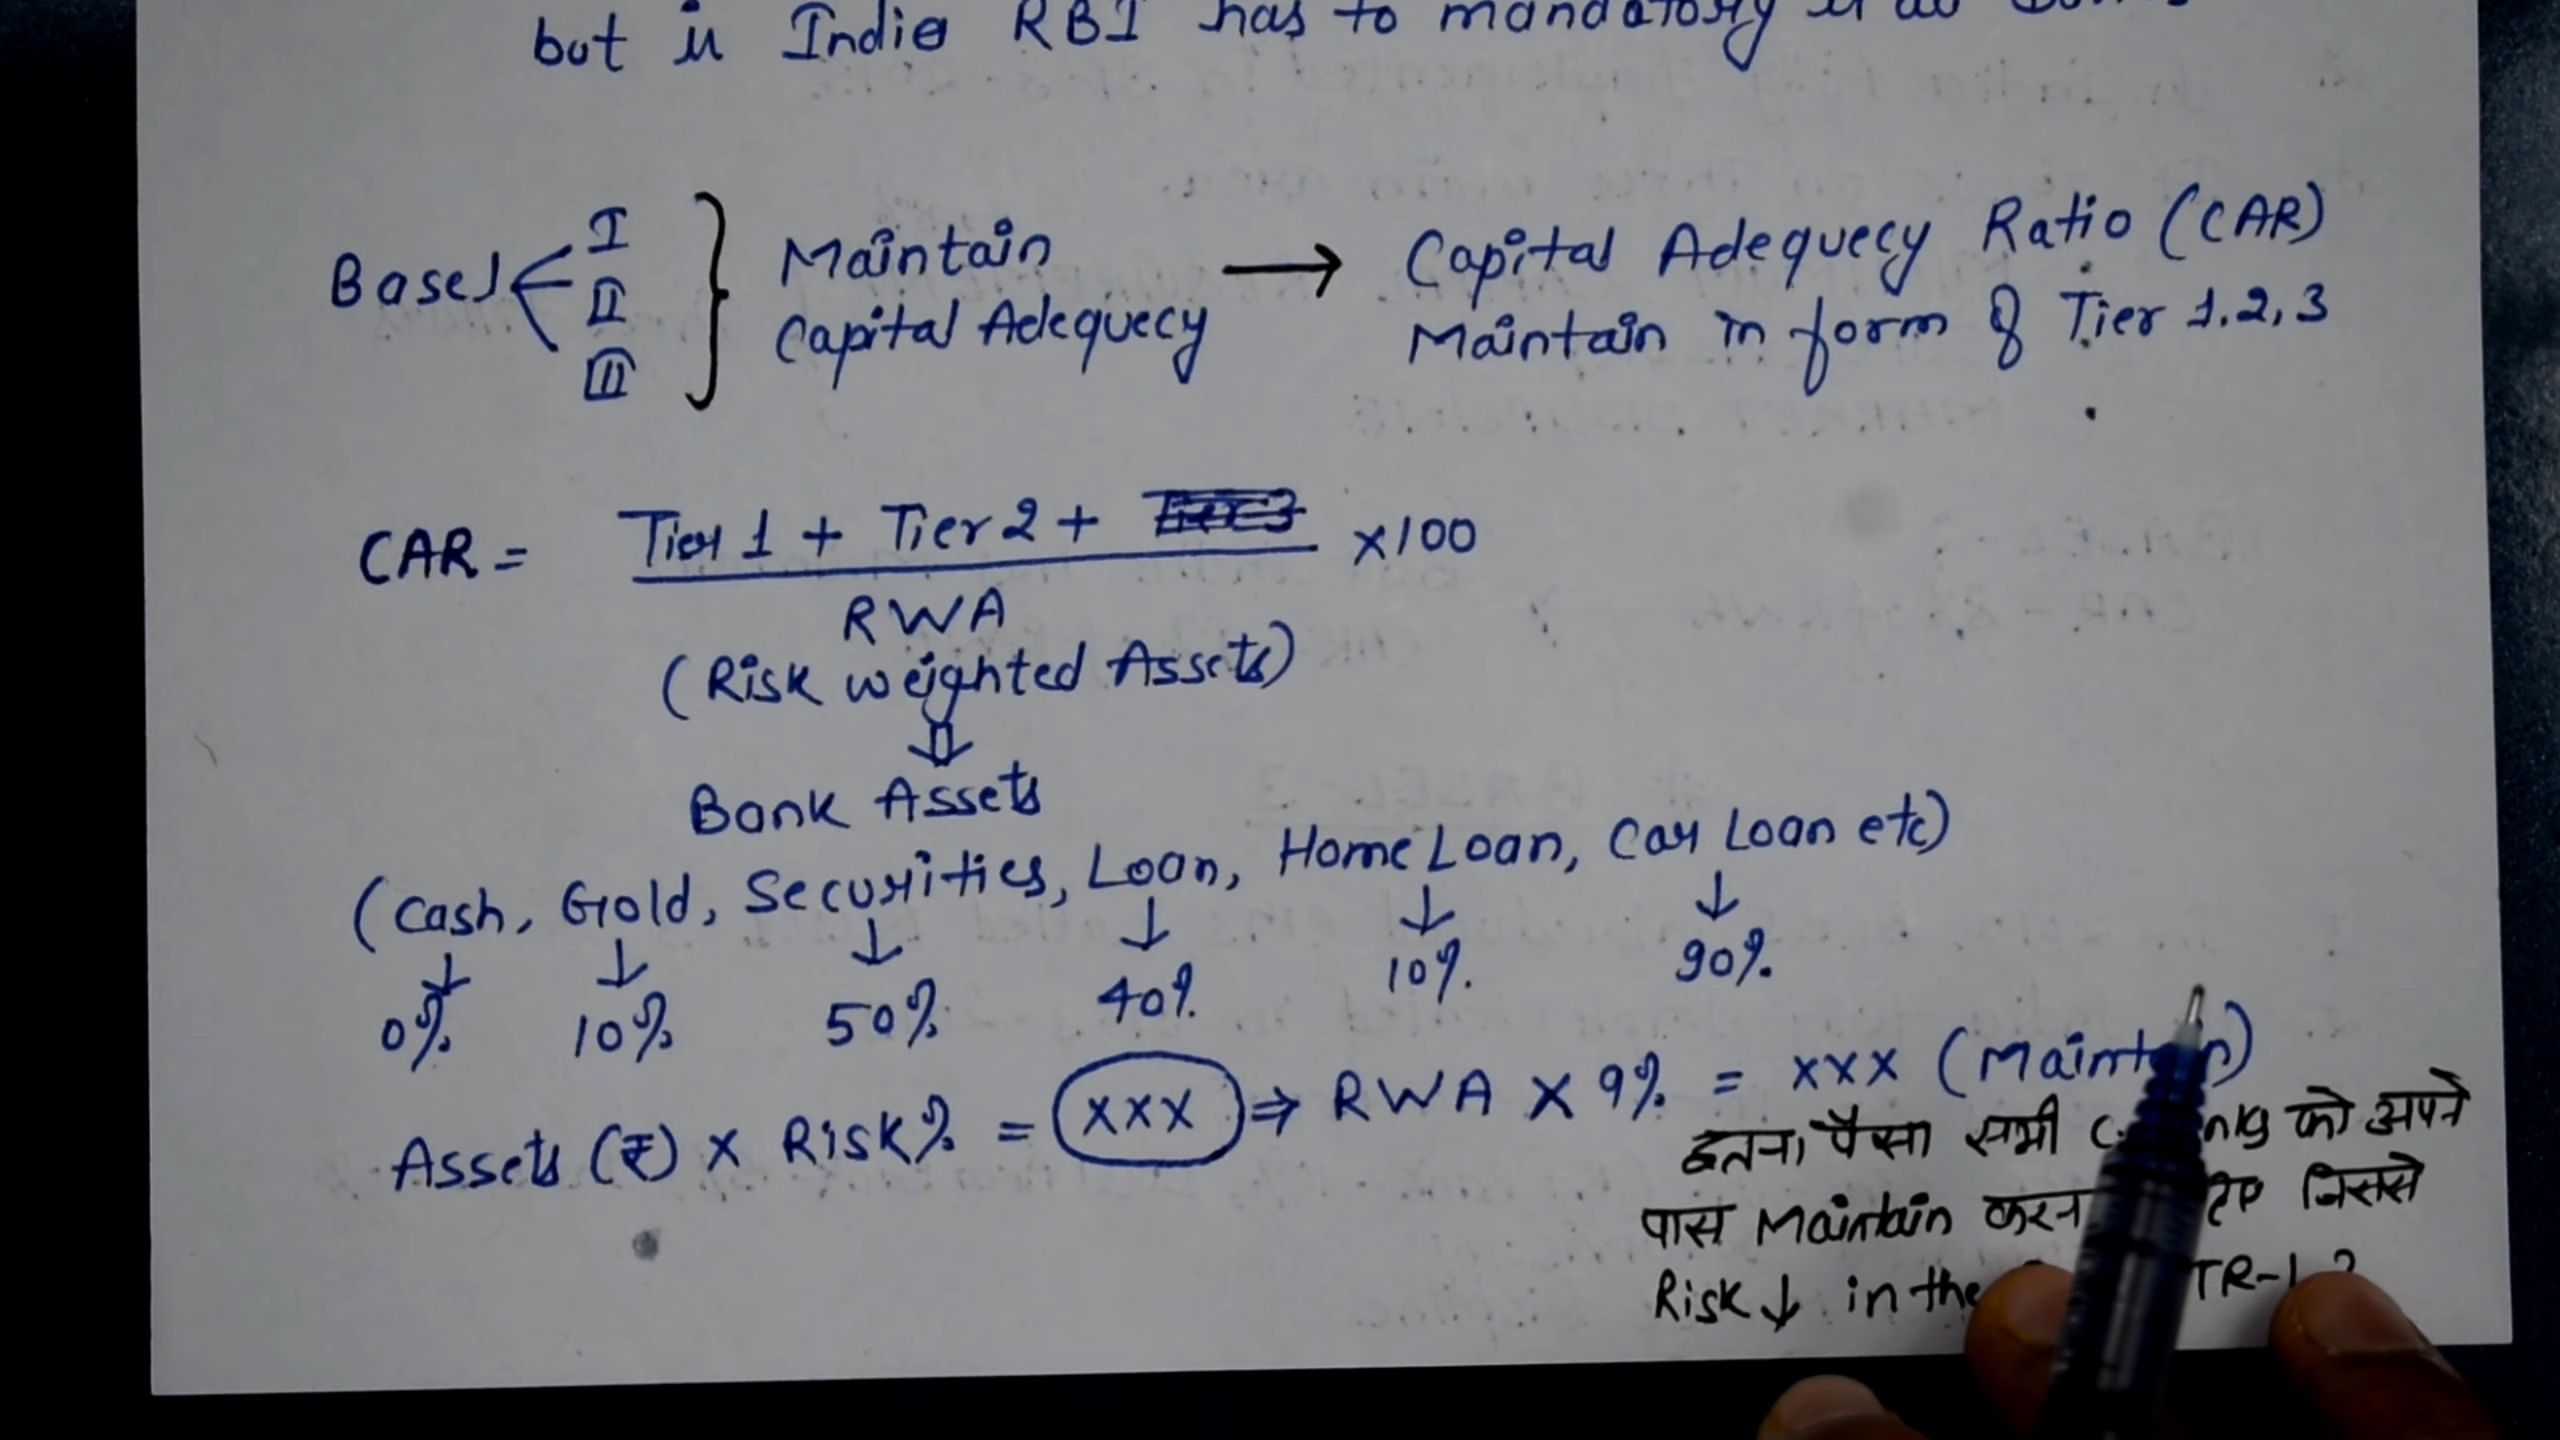 but in India RBI has to mandatory
Basel I II III } Maintain Capital Adequecy → Capital Adequecy Ratio (CAR)
Maintain in form of Tier 1,2,3
CAR = Tier 1 + Tier 2 + ×100
RWA
(Risk weighted Assets)
⇓
Bank Assets
(Cash, Gold, Securities, Loan, Home Loan, Car Loan etc)
↓ ↓ ↓ ↓ ↓ ↓
0% 10% 50% 40% 10% 90%
Assets (₹) × Risk% = xxx ⇒ RWA × 9% = xxx
इतना पैसा सभी को अपने
पास Maintain जिससे
Risk ↓ in the